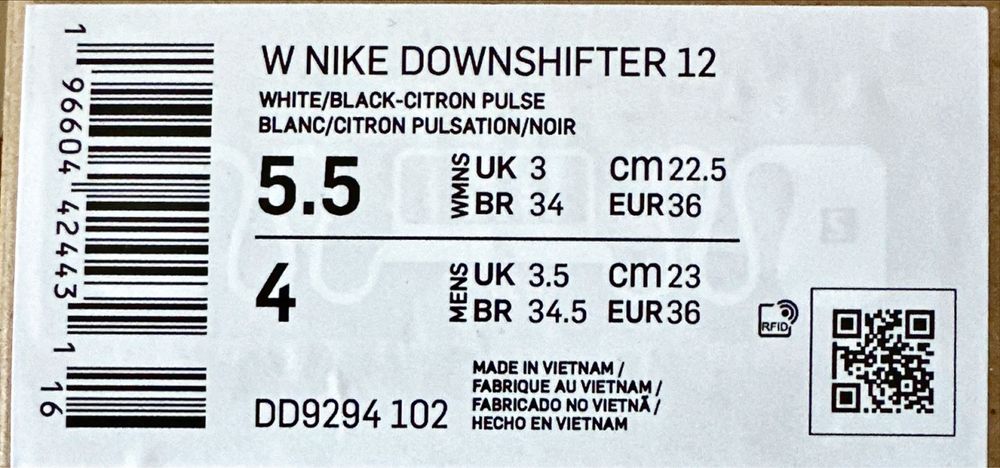 W NIKE DOWNSHIFTER 12
WHITE/BLACK-CITRON PULSE
BLANC/CITRON PULSATION/NOIR
5.5 WMNS UK 3 cm 22.5
BR 34 EUR 36
4 MENS UK 3.5 cm 23
BR 34.5 EUR 36
RFID
DD9294 102
MADE IN VIETNAM /
FABRIQUE AU VIETNAM /
FABRICADO NO VIETNÃ /
HECHO EN VIETNAM
1 96604 42443 1
16